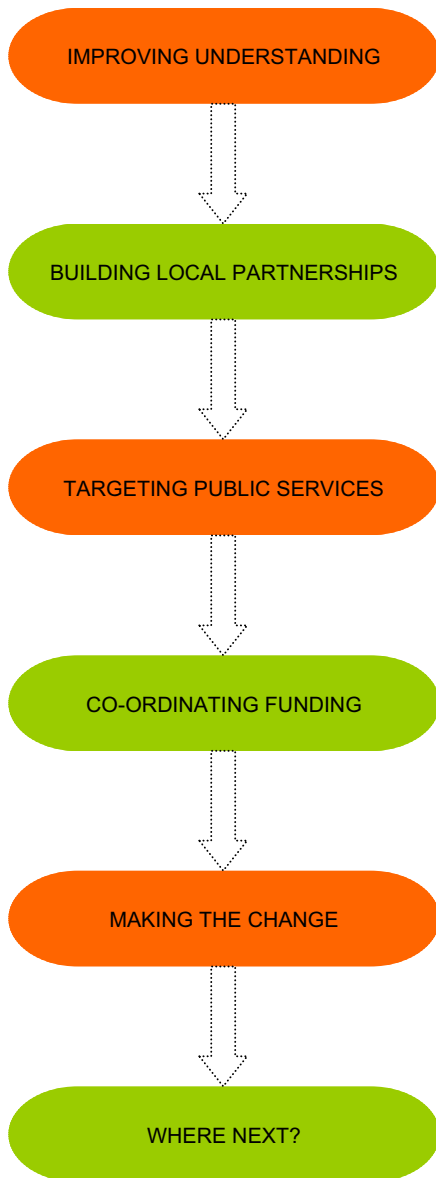 IMPROVING UNDERSTANDING
BUILDING LOCAL PARTNERSHIPS
TARGETING PUBLIC SERVICES
CO-ORDINATING FUNDING
MAKING THE CHANGE
WHERE NEXT?